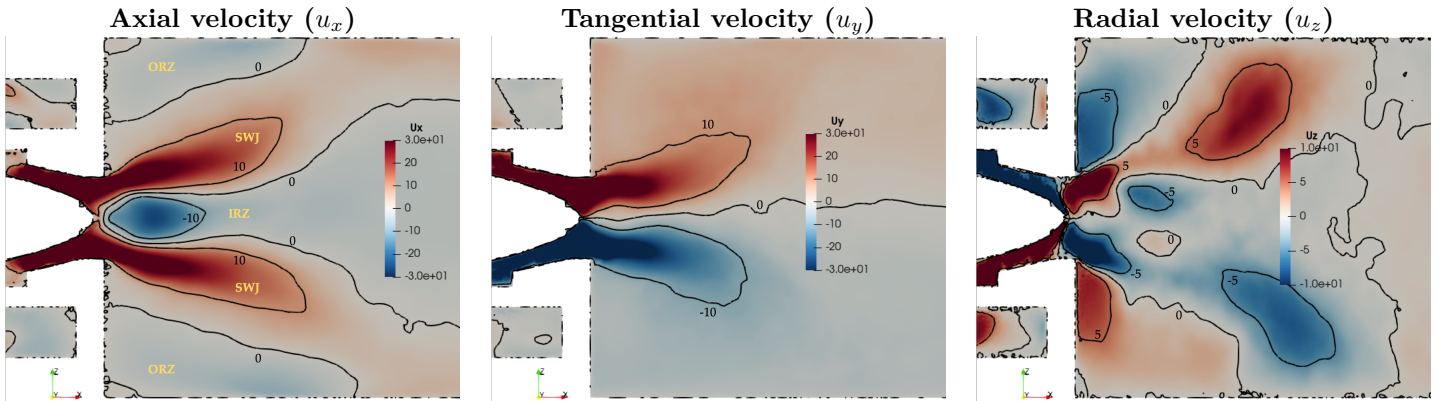 Axial velocity (uₓ)
ORZ
0
SWJ
10
0
-10
IRZ
0
10
SWJ
0
ORZ
Ux
3.0e+01
20
10
0
-10
-20
-3.0e+01
Z
Y
X
Tangential velocity (u_y)
10
0
-10
Uy
3.0e+01
20
10
0
-10
-20
-3.0e+01
Z
Y
X
Radial velocity (u_z)
-5
0
0
5
5
-5
0
0
-5
-5
0
5
Uz
1.0e+01
5
0
-5
-1.0e+01
Z
Y
X